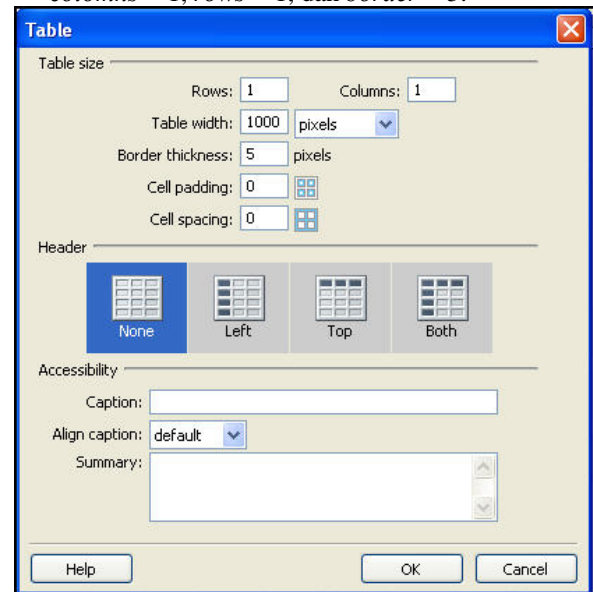 Table
Table size
Rows: 1 Columns: 1
Table width: 1000 pixels
Border thickness: 5 pixels
Cell padding: 0
Cell spacing: 0
Header
None Left Top Both
Accessibility
Caption:
Align caption: default
Summary:
Help OK Cancel